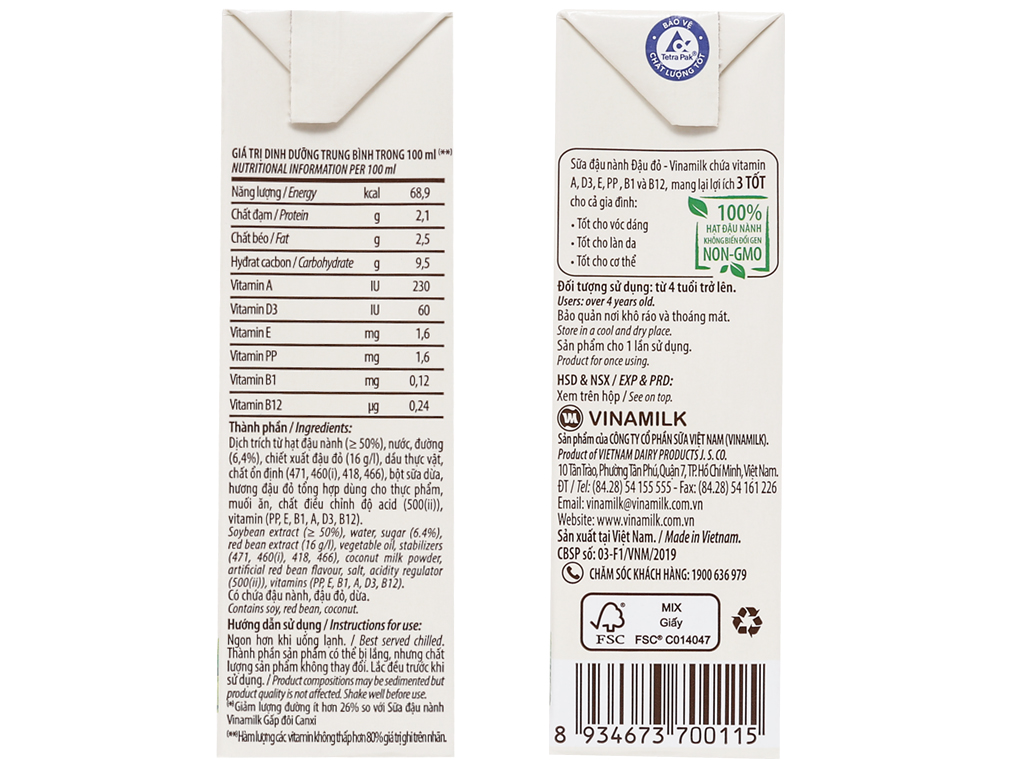 GIÁ TRỊ DINH DƯỠNG TRUNG BÌNH TRONG 100 ml (**)
NUTRITIONAL INFORMATION PER 100 ml
Năng lượng / Energy kcal 68,9
Chất đạm / Protein g 2,1
Chất béo / Fat g 2,5
Hyđrat cacbon / Carbohydrate g 9,5
Vitamin A IU 230
Vitamin D3 IU 60
Vitamin E mg 1,6
Vitamin PP mg 1,6
Vitamin B1 mg 0,12
Vitamin B12 µg 0,24
Thành phần / Ingredients:
Dịch trích từ hạt đậu nành (≥ 50%), nước, đường
(6,4%), chiết xuất đậu đỏ (16 g/l), dầu thực vật,
chất ổn định (471, 460(i), 418, 466), bột sữa dừa,
hương đậu đỏ tổng hợp dùng cho thực phẩm,
muối ăn, chất điều chỉnh độ acid (500(ii)),
vitamin (PP, E, B1, A, D3, B12).
Soybean extract (≥ 50%), water, sugar (6.4%),
red bean extract (16 g/l), vegetable oil, stabilizers
(471, 460(i), 418, 466), coconut milk powder,
artificial red bean flavour, salt, acidity regulator
(500(ii)), vitamins (PP, E, B1, A, D3, B12).
Có chứa đậu nành, đậu đỏ, dừa.
Contains soy, red bean, coconut.
Hướng dẫn sử dụng / Instructions for use:
Ngon hơn khi uống lạnh. / Best served chilled.
Thành phần sản phẩm có thể bị lắng, nhưng chất
lượng sản phẩm không thay đổi. Lắc đều trước khi
sử dụng. / Product compositions may be sedimented but
product quality is not affected. Shake well before use.
(*)Giảm lượng đường ít hơn 26% so với Sữa đậu nành
Vinamilk Gấp đôi Canxi
(**)Hàm lượng các vitamin không thấp hơn 80% giá trị ghi trên nhãn.
BẢO VỆ
Tetra Pak®
CHẤT LƯỢNG TỐT
Sữa đậu nành Đậu đỏ - Vinamilk chứa vitamin
A, D3, E, PP , B1 và B12, mang lại lợi ích 3 TỐT
cho cả gia đình:
• Tốt cho vóc dáng
• Tốt cho làn da
• Tốt cho cơ thể
100%
HẠT ĐẬU NÀNH
KHÔNG BIẾN ĐỔI GEN
NON-GMO
Đối tượng sử dụng: từ 4 tuổi trở lên.
Users: over 4 years old.
Bảo quản nơi khô ráo và thoáng mát.
Store in a cool and dry place.
Sản phẩm cho 1 lần sử dụng.
Product for once using.
HSD & NSX / EXP & PRD:
Xem trên hộp / See on top.
VINAMILK
Sản phẩm của CÔNG TY CỔ PHẦN SỮA VIỆT NAM (VINAMILK).
Product of VIETNAM DAIRY PRODUCTS J. S. CO.
10 Tân Trào, Phường Tân Phú, Quận 7, TP. Hồ Chí Minh, Việt Nam.
ĐT / Tel: (84.28) 54 155 555 - Fax: (84.28) 54 161 226
Email: vinamilk@vinamilk.com.vn
Website: www.vinamilk.com.vn
Sản xuất tại Việt Nam. / Made in Vietnam.
CBSP số: 03-F1/VNM/2019
CHĂM SÓC KHÁCH HÀNG: 1900 636 979
FSC
MIX
Giấy
FSC® C014047
8 934673 700115